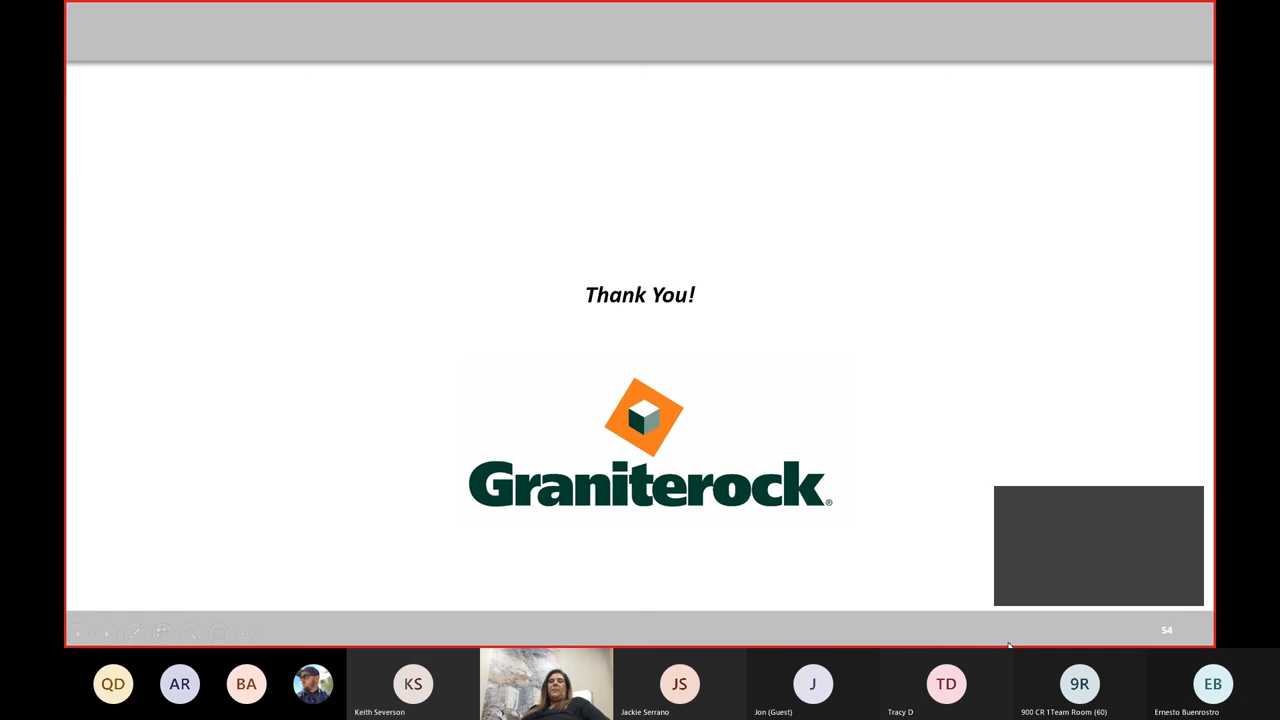 Thank You!
Graniterock®
54
QD
AR
BA
KS
Keith Severson
JS
Jackie Serrano
J
Jon (Guest)
TD
Tracy D
9R
900 CR 1Team Room (60)
EB
Ernesto Buenrostro